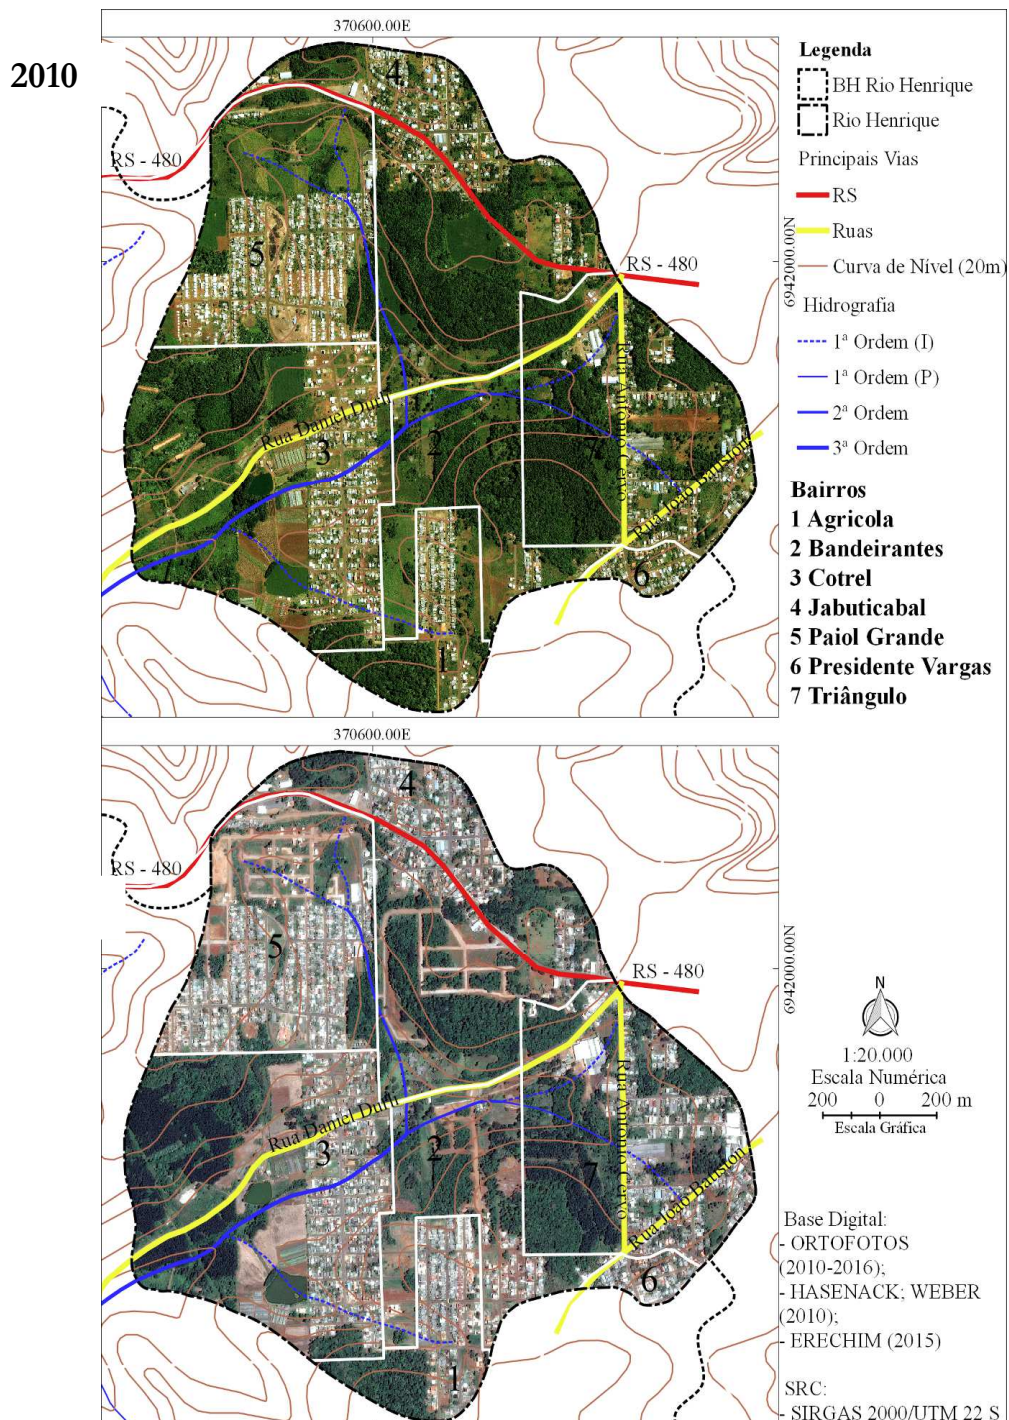 2010
370600.00E
4
RS - 480
5
RS - 480
6942000.00N
Rua Daniel Durli
3
2
Rua Antonio Cervo
7
Rua João Batistoni
6
1
Legenda
BH Rio Henrique
Rio Henrique
Principais Vias
RS
Ruas
Curva de Nível (20m)
Hidrografia
1ª Ordem (I)
1ª Ordem (P)
2ª Ordem
3ª Ordem
Bairros
1 Agricola
2 Bandeirantes
3 Cotrel
4 Jabuticabal
5 Paiol Grande
6 Presidente Vargas
7 Triângulo
370600.00E
4
RS - 480
5
RS - 480
6942000.00N
Rua Daniel Durli
3
2
Rua Antonio Cervo
7
Rua João Batistoni
6
1
N
1:20.000
Escala Numérica
200 0 200 m
Escala Gráfica
Base Digital:
- ORTOFOTOS
(2010-2016);
- HASENACK; WEBER
(2010);
- ERECHIM (2015)
SRC:
- SIRGAS 2000/UTM 22 S